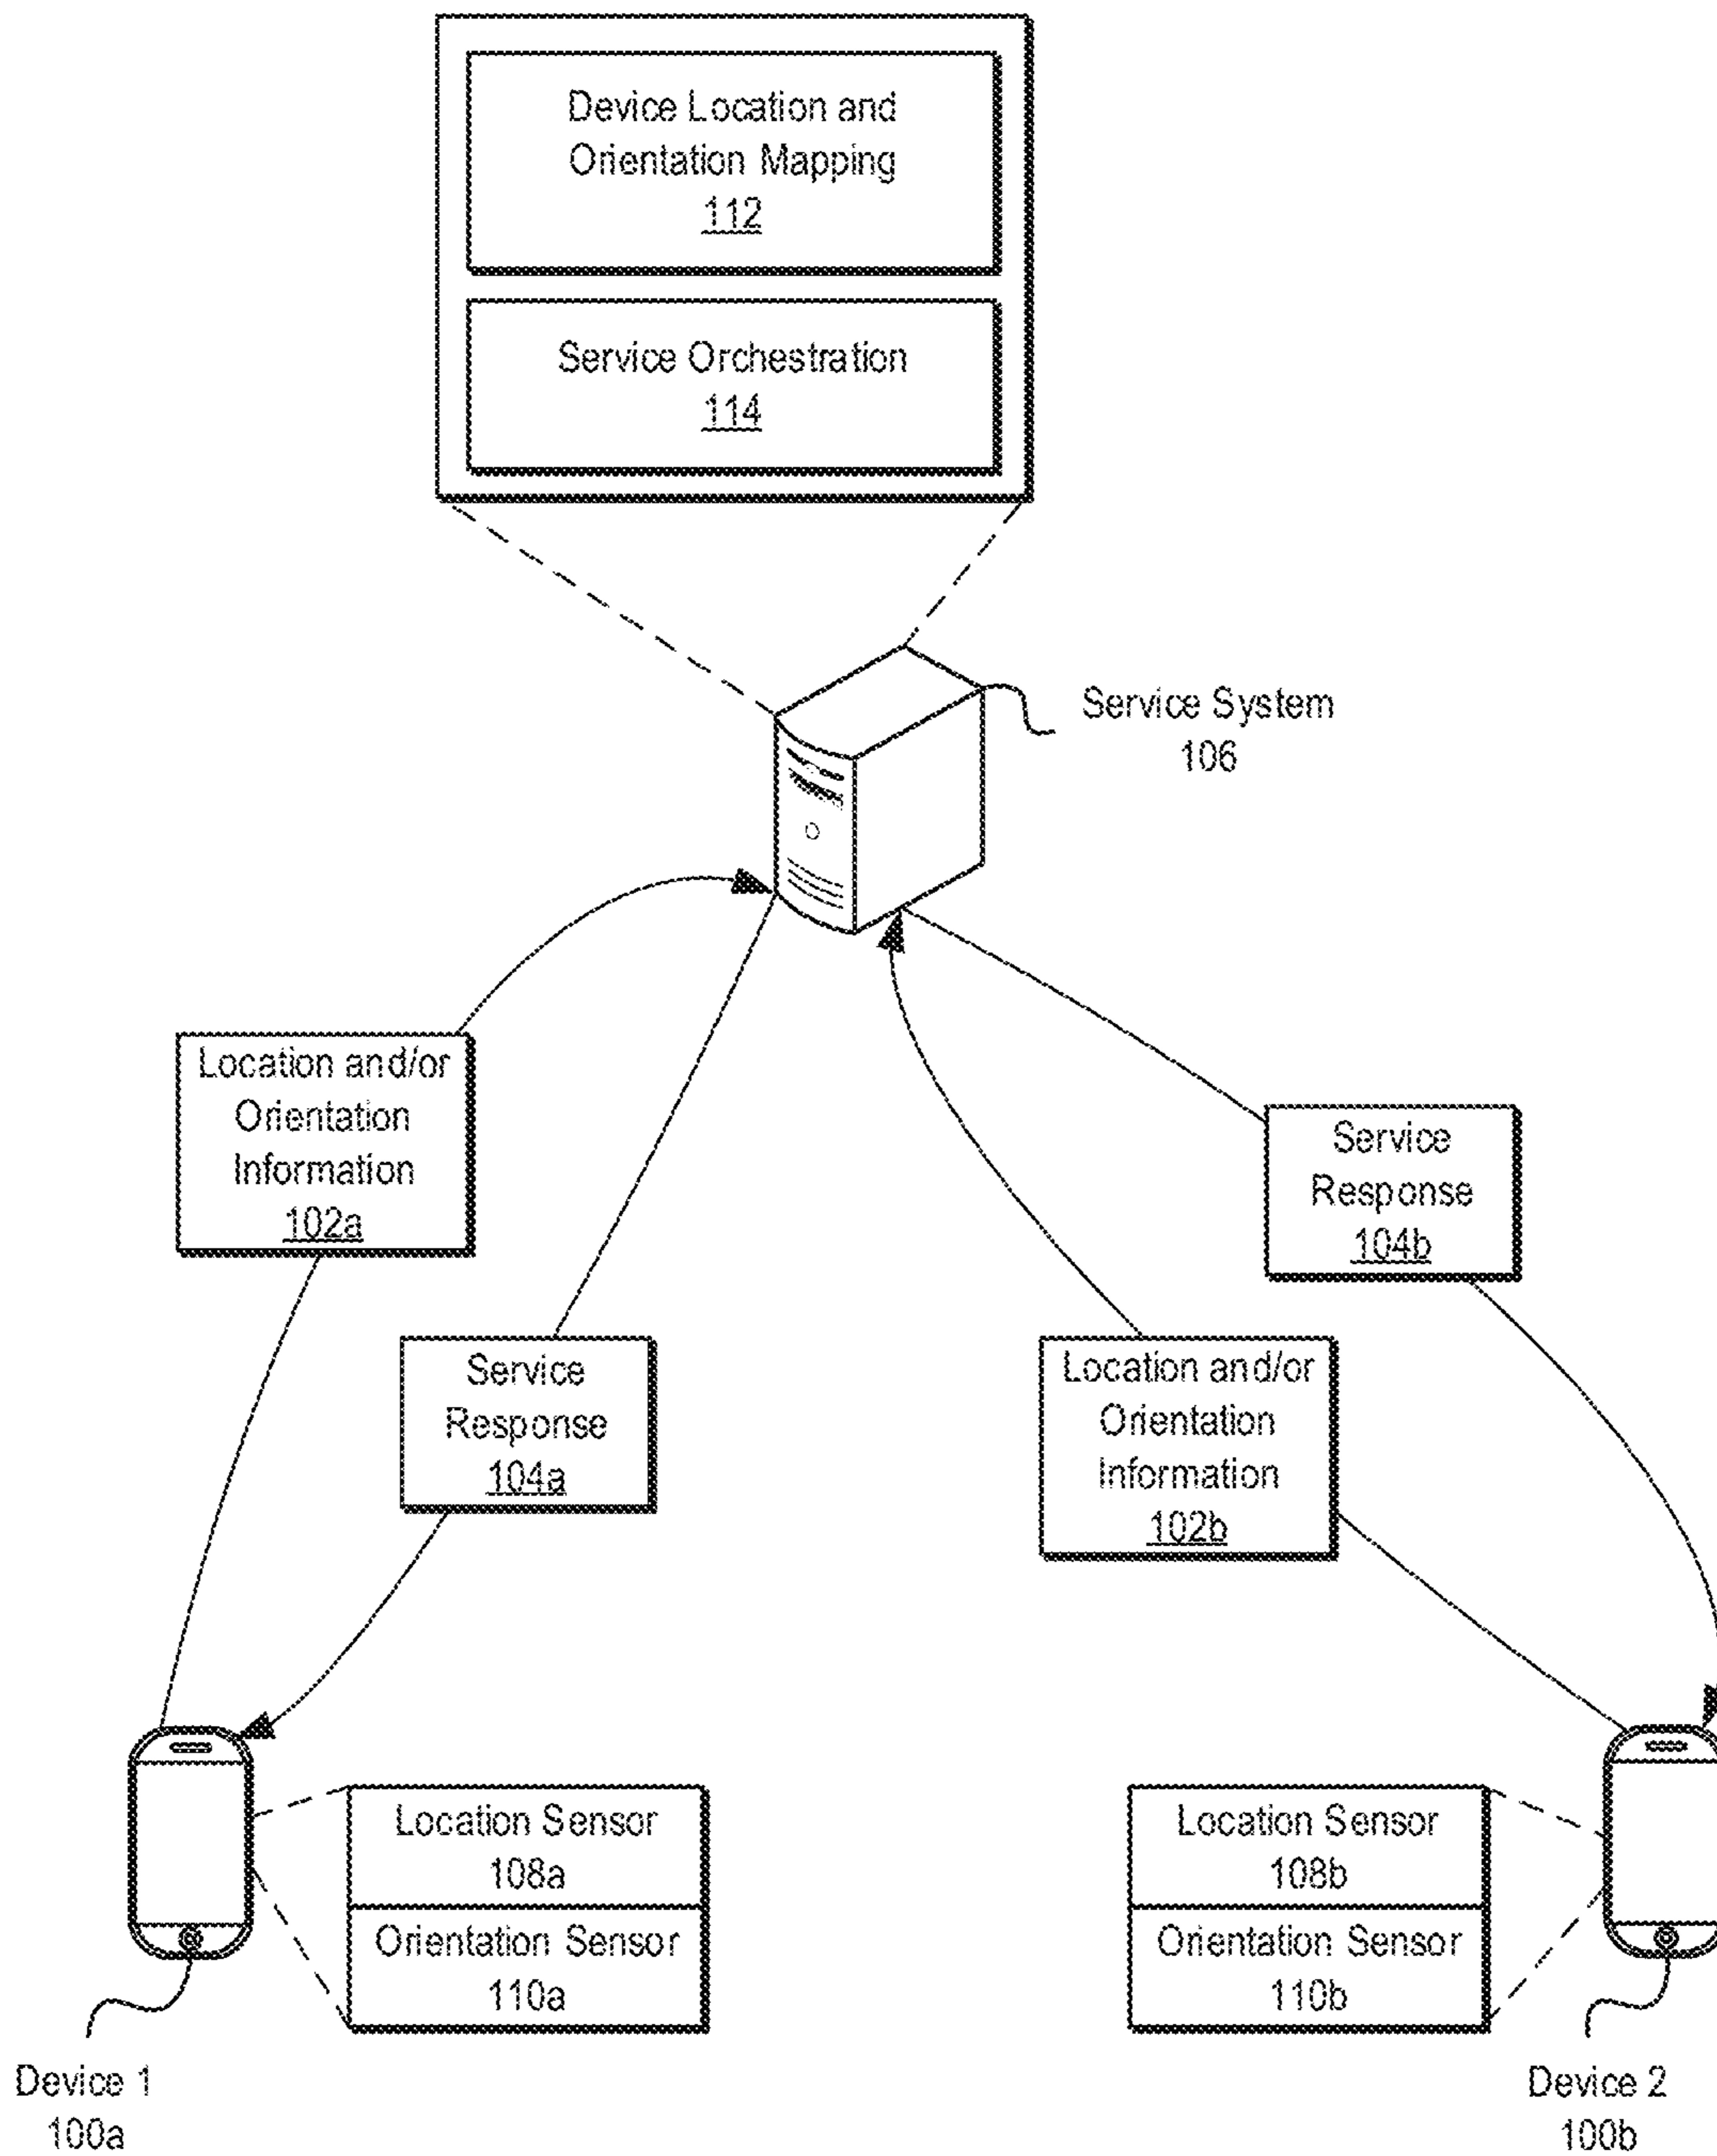 Device Location and
Orientation Mapping
112
Service Orchestration
114
Service System
106
Location and/or
Orientation
Information
102a
Service
Response
104b
Service
Response
104a
Location and/or
Orientation
Information
102b
Location Sensor
108a
Orientation Sensor
110a
Location Sensor
108b
Orientation Sensor
110b
Device 1
100a
Device 2
100b